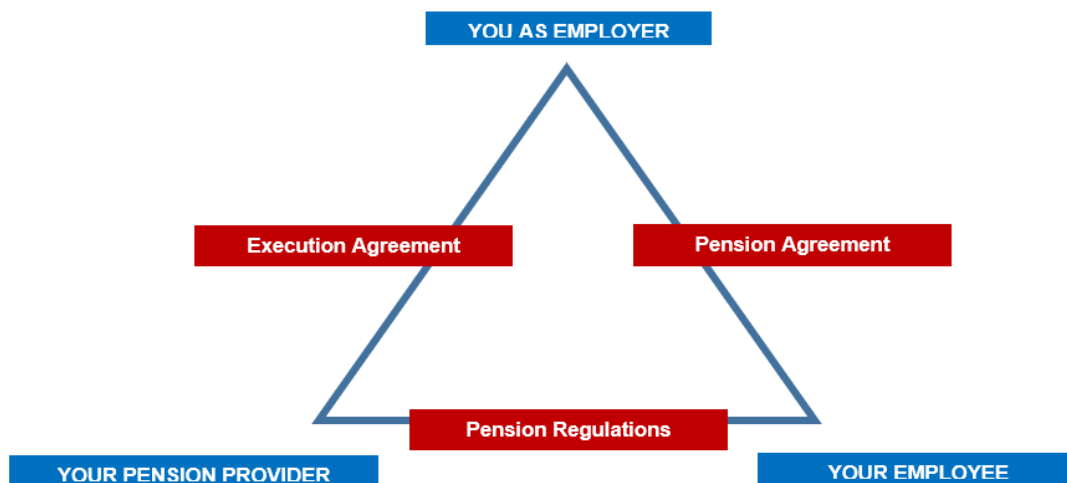 YOU AS EMPLOYER
Execution Agreement
Pension Agreement
Pension Regulations
YOUR PENSION PROVIDER
YOUR EMPLOYEE